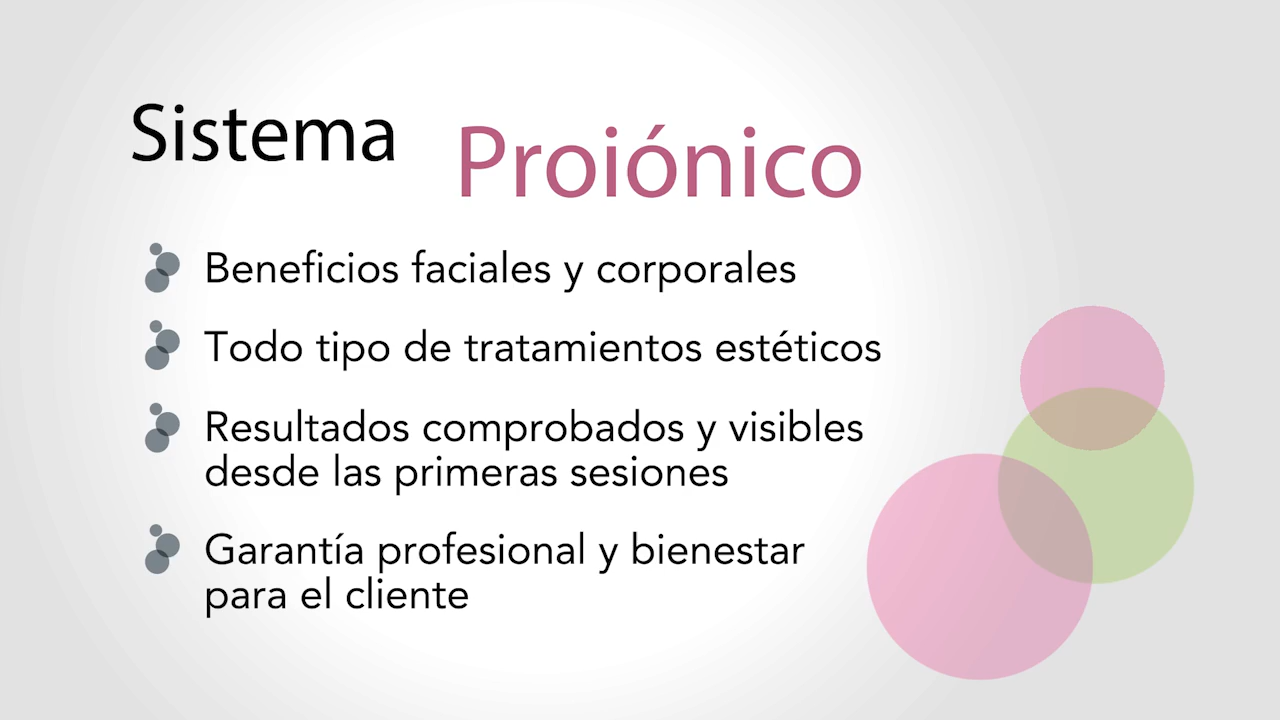 Sistema Proiónico
Beneficios faciales y corporales
Todo tipo de tratamientos estéticos
Resultados comprobados y visibles
desde las primeras sesiones
Garantía profesional y bienestar
para el cliente